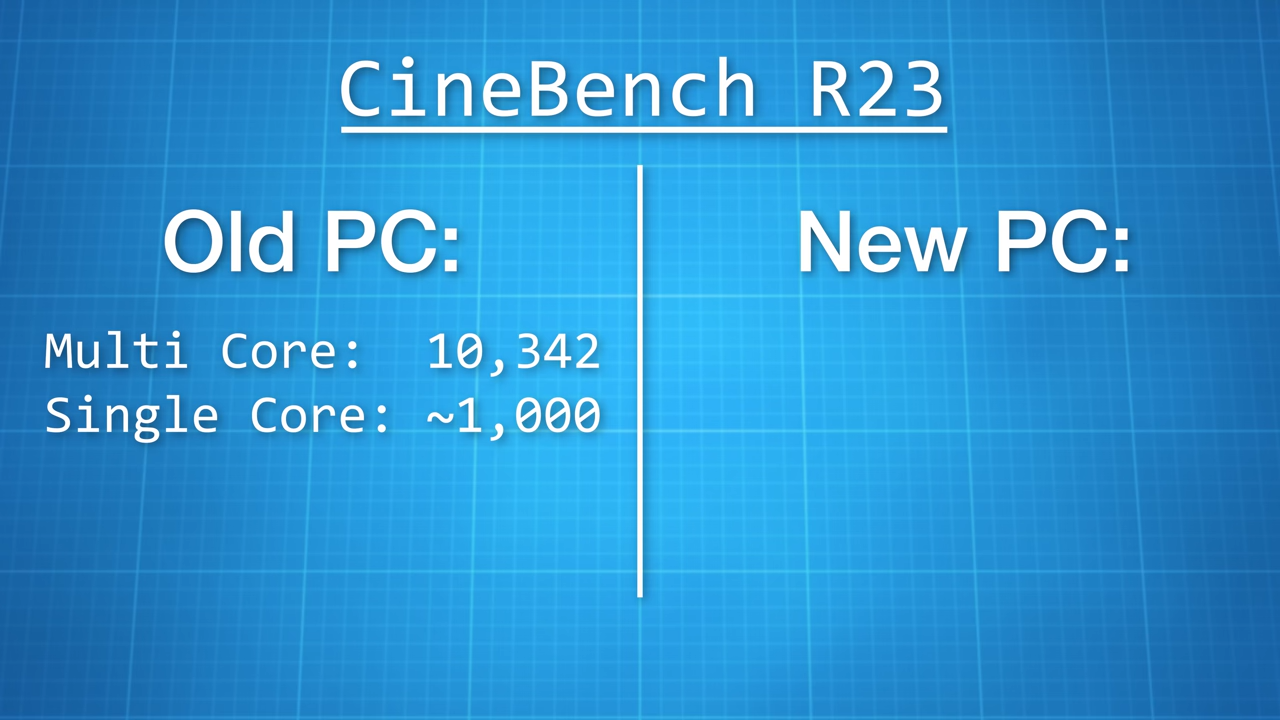 CineBench R23
Old PC:
Multi Core: 10,342
Single Core: ~1,000
New PC: